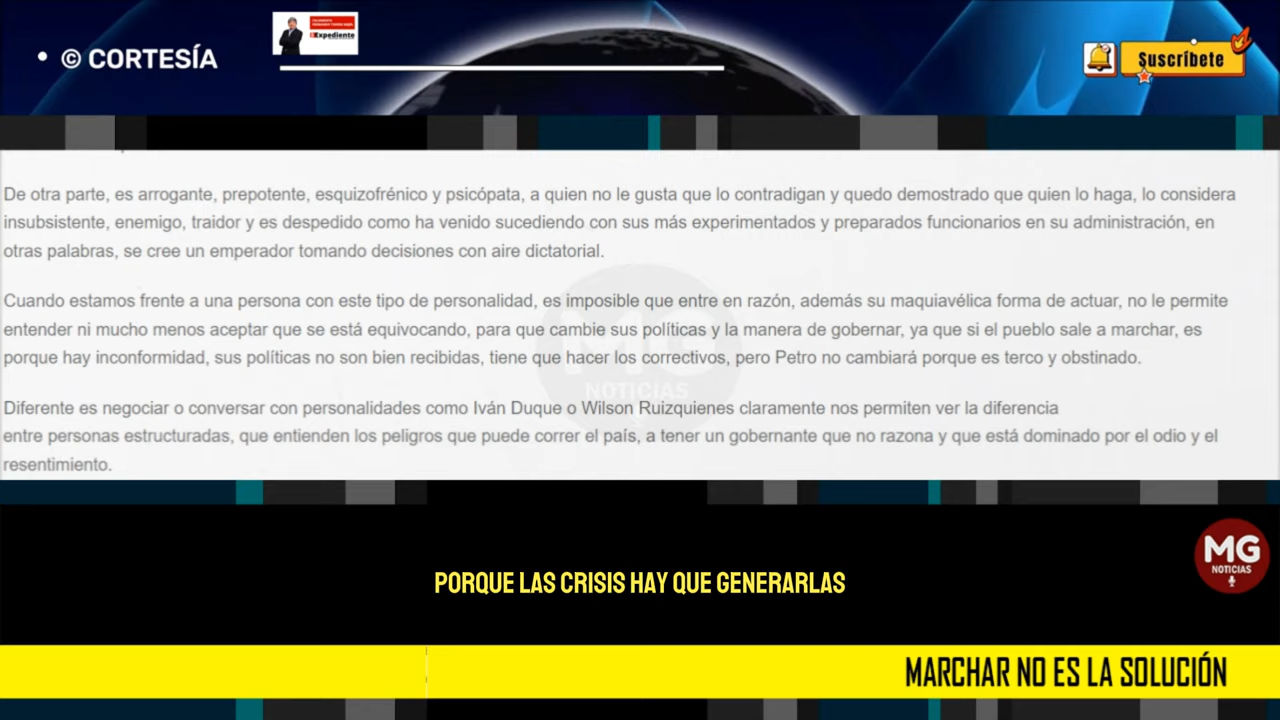 • © CORTESÍA
Expediente
Suscríbete
De otra parte, es arrogante, prepotente, esquizofrénico y psicópata, a quien no le gusta que lo contradigan y quedo demostrado que quien lo haga, lo considera
insubsistente, enemigo, traidor y es despedido como ha venido sucediendo con sus más experimentados y preparados funcionarios en su administración, en
otras palabras, se cree un emperador tomando decisiones con aire dictatorial.
Cuando estamos frente a una persona con este tipo de personalidad, es imposible que entre en razón, además su maquiavélica forma de actuar, no le permite
entender ni mucho menos aceptar que se está equivocando, para que cambie sus políticas y la manera de gobernar, ya que si el pueblo sale a marchar, es
porque hay inconformidad, sus políticas no son bien recibidas, tiene que hacer los correctivos, pero Petro no cambiará porque es terco y obstinado.
Diferente es negociar o conversar con personalidades como Iván Duque o Wilson Ruizquienes claramente nos permiten ver la diferencia
entre personas estructuradas, que entienden los peligros que puede correr el país, a tener un gobernante que no razona y que está dominado por el odio y el
resentimiento.
MG
NOTICIAS
PORQUE LAS CRISIS HAY QUE GENERARLAS
MG
NOTICIAS
MARCHAR NO ES LA SOLUCIÓN